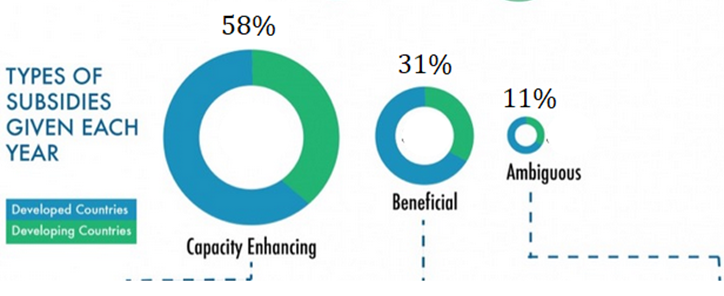 TYPES OF
SUBSIDIES
GIVEN EACH
YEAR
Developed Countries
Developing Countries
58%
Capacity Enhancing
31%
Beneficial
11%
Ambiguous